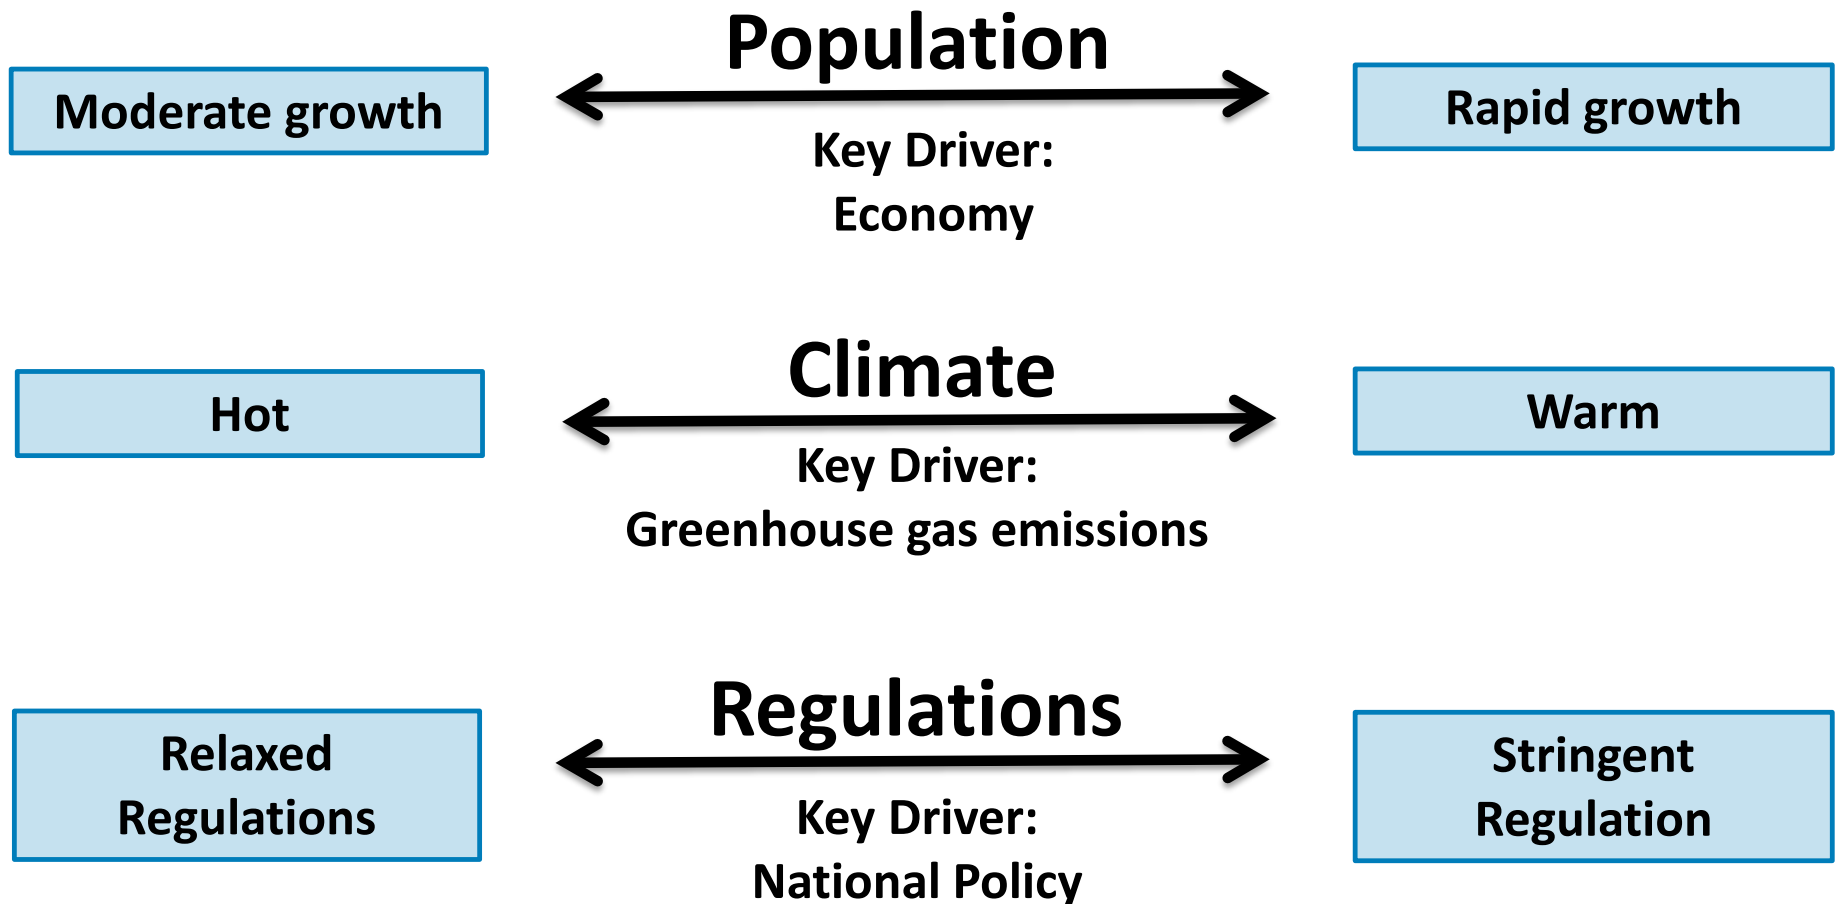 Population
Moderate growth
Rapid growth
Key Driver:
Economy
Climate
Hot
Warm
Key Driver:
Greenhouse gas emissions
Regulations
Relaxed
Regulations
Stringent
Regulation
Key Driver:
National Policy